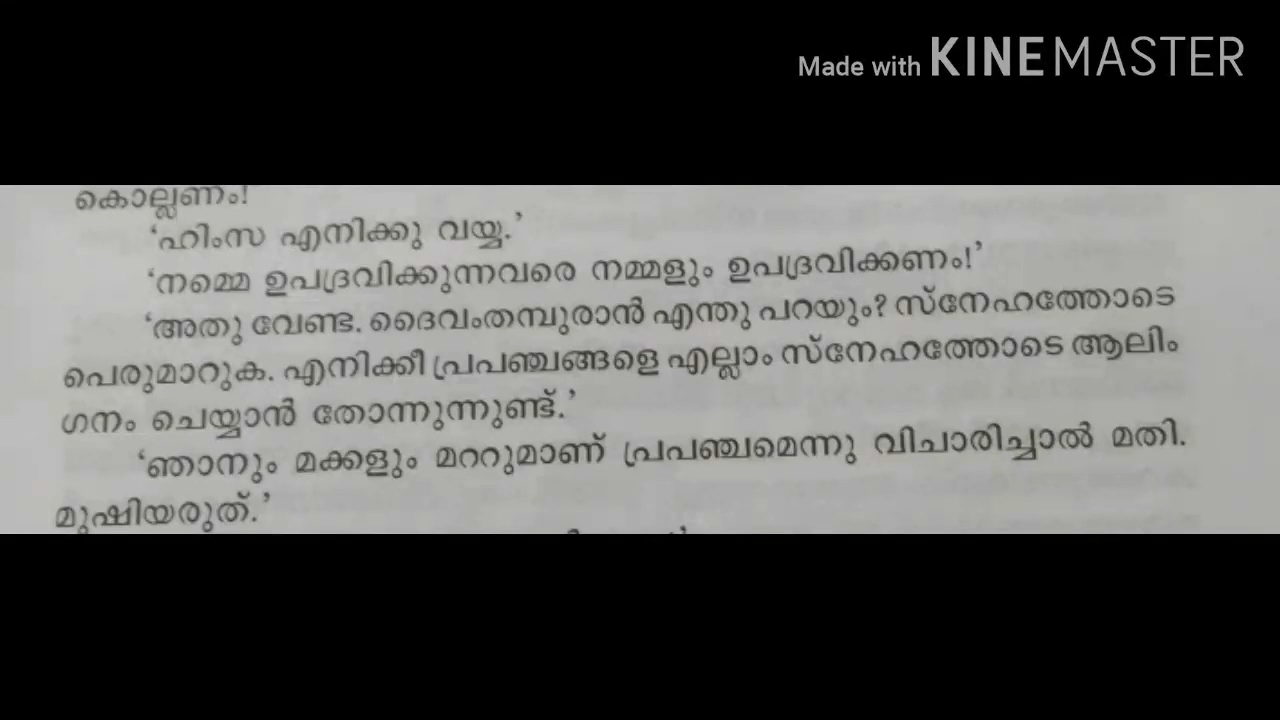 Made with KINEMASTER
കൊല്ലണം!
‘ഹിംസ എനിക്കു വയ്യ.’
‘നമ്മെ ഉപദ്രവിക്കുന്നവരെ നമ്മളും ഉപദ്രവിക്കണം!’
‘അതു വേണ്ട. ദൈവംതമ്പുരാൻ എന്തു പറയും? സ്നേഹത്തോടെ
പെരുമാറുക. എനിക്കീ പ്രപഞ്ചങ്ങളെ എല്ലാം സ്നേഹത്തോടെ ആലിം
ഗനം ചെയ്യാൻ തോന്നുന്നുണ്ട്.’
‘ഞാനും മക്കളും മററുമാണ് പ്രപഞ്ചമെന്നു വിചാരിച്ചാൽ മതി.
മുഷിയരുത്.’